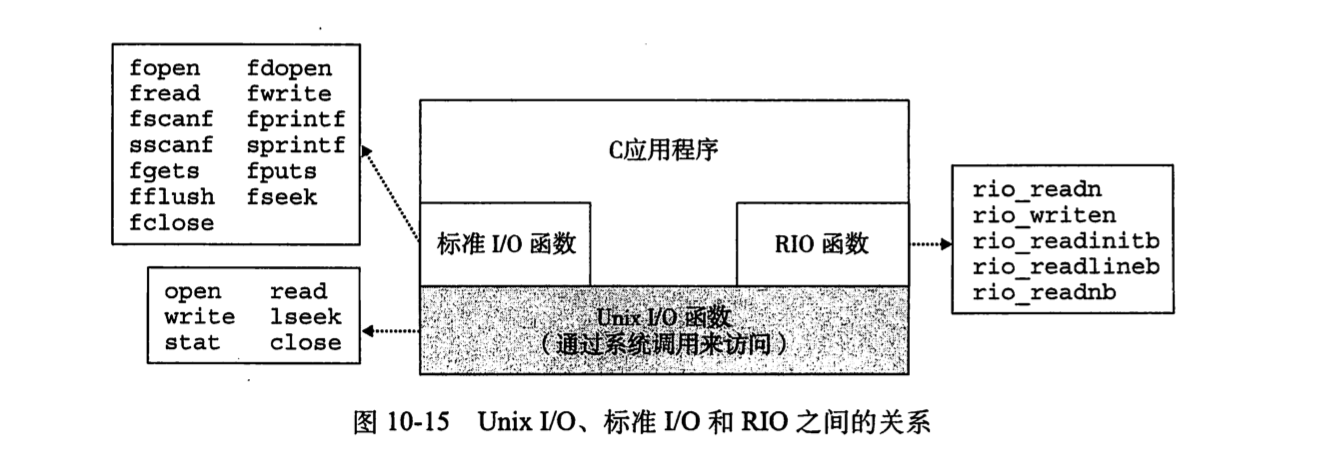 fopen fdopen
fread fwrite
fscanf fprintf
sscanf sprintf
fgets fputs
fflush fseek
fclose
open read
write lseek
stat close
C应用程序
标准 I/O 函数
RIO 函数
Unix I/O 函数
（通过系统调用来访问）
rio_readn
rio_writen
rio_readinitb
rio_readlineb
rio_readnb
图 10-15 Unix I/O、标准 I/O 和 RIO 之间的关系